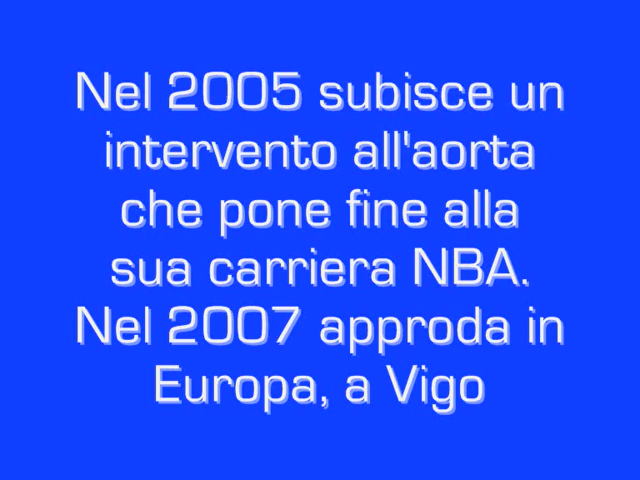 Nel 2005 subisce un
intervento all'aorta
che pone fine alla
sua carriera NBA.
Nel 2007 approda in
Europa, a Vigo